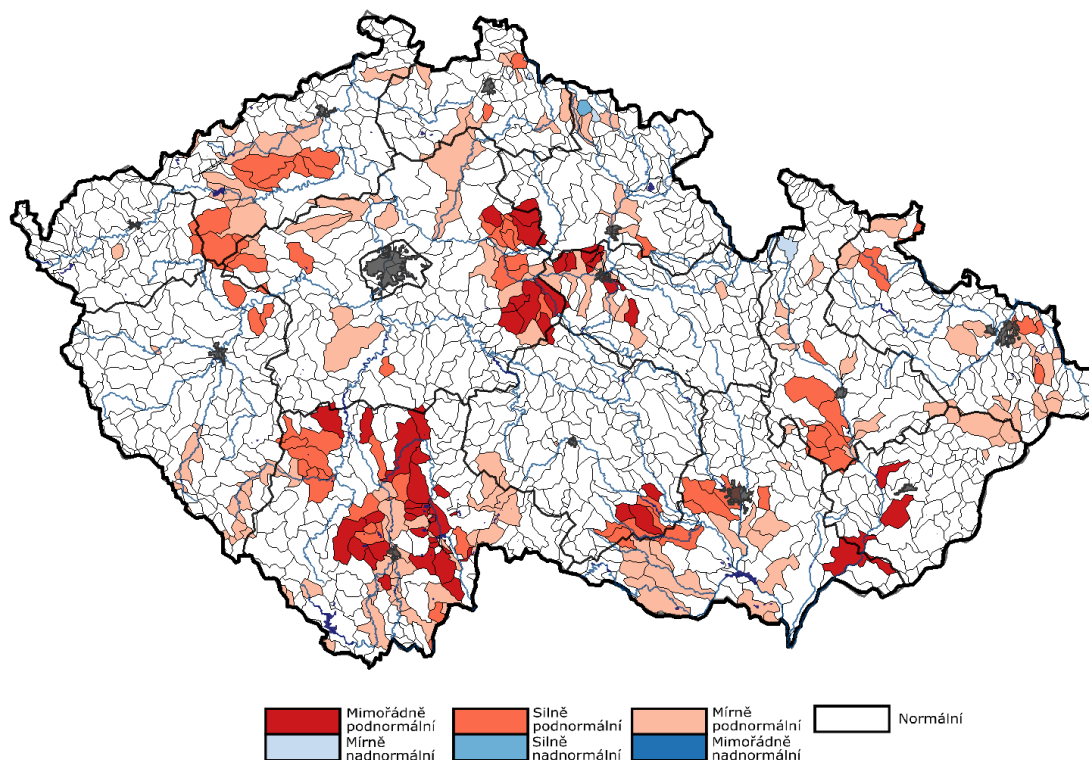 Mimořádně
podnormální
Silně
podnormální
Mírně
podnormální
Normální
Mírně
nadnormální
Silně
nadnormální
Mimořádně
nadnormální